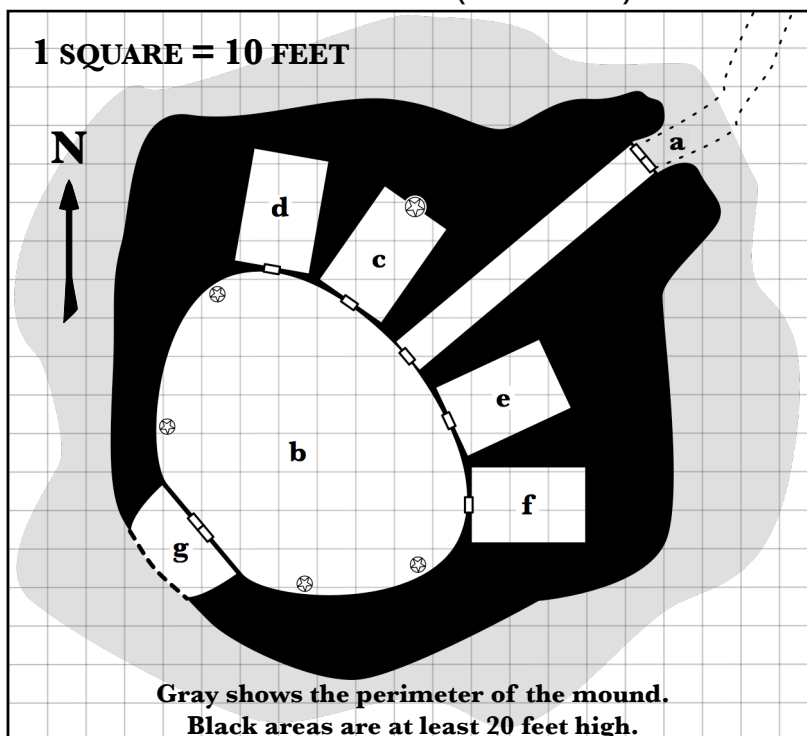 1 SQUARE = 10 FEET
N
a
d
c
e
b
f
g
Gray shows the perimeter of the mound.
Black areas are at least 20 feet high.